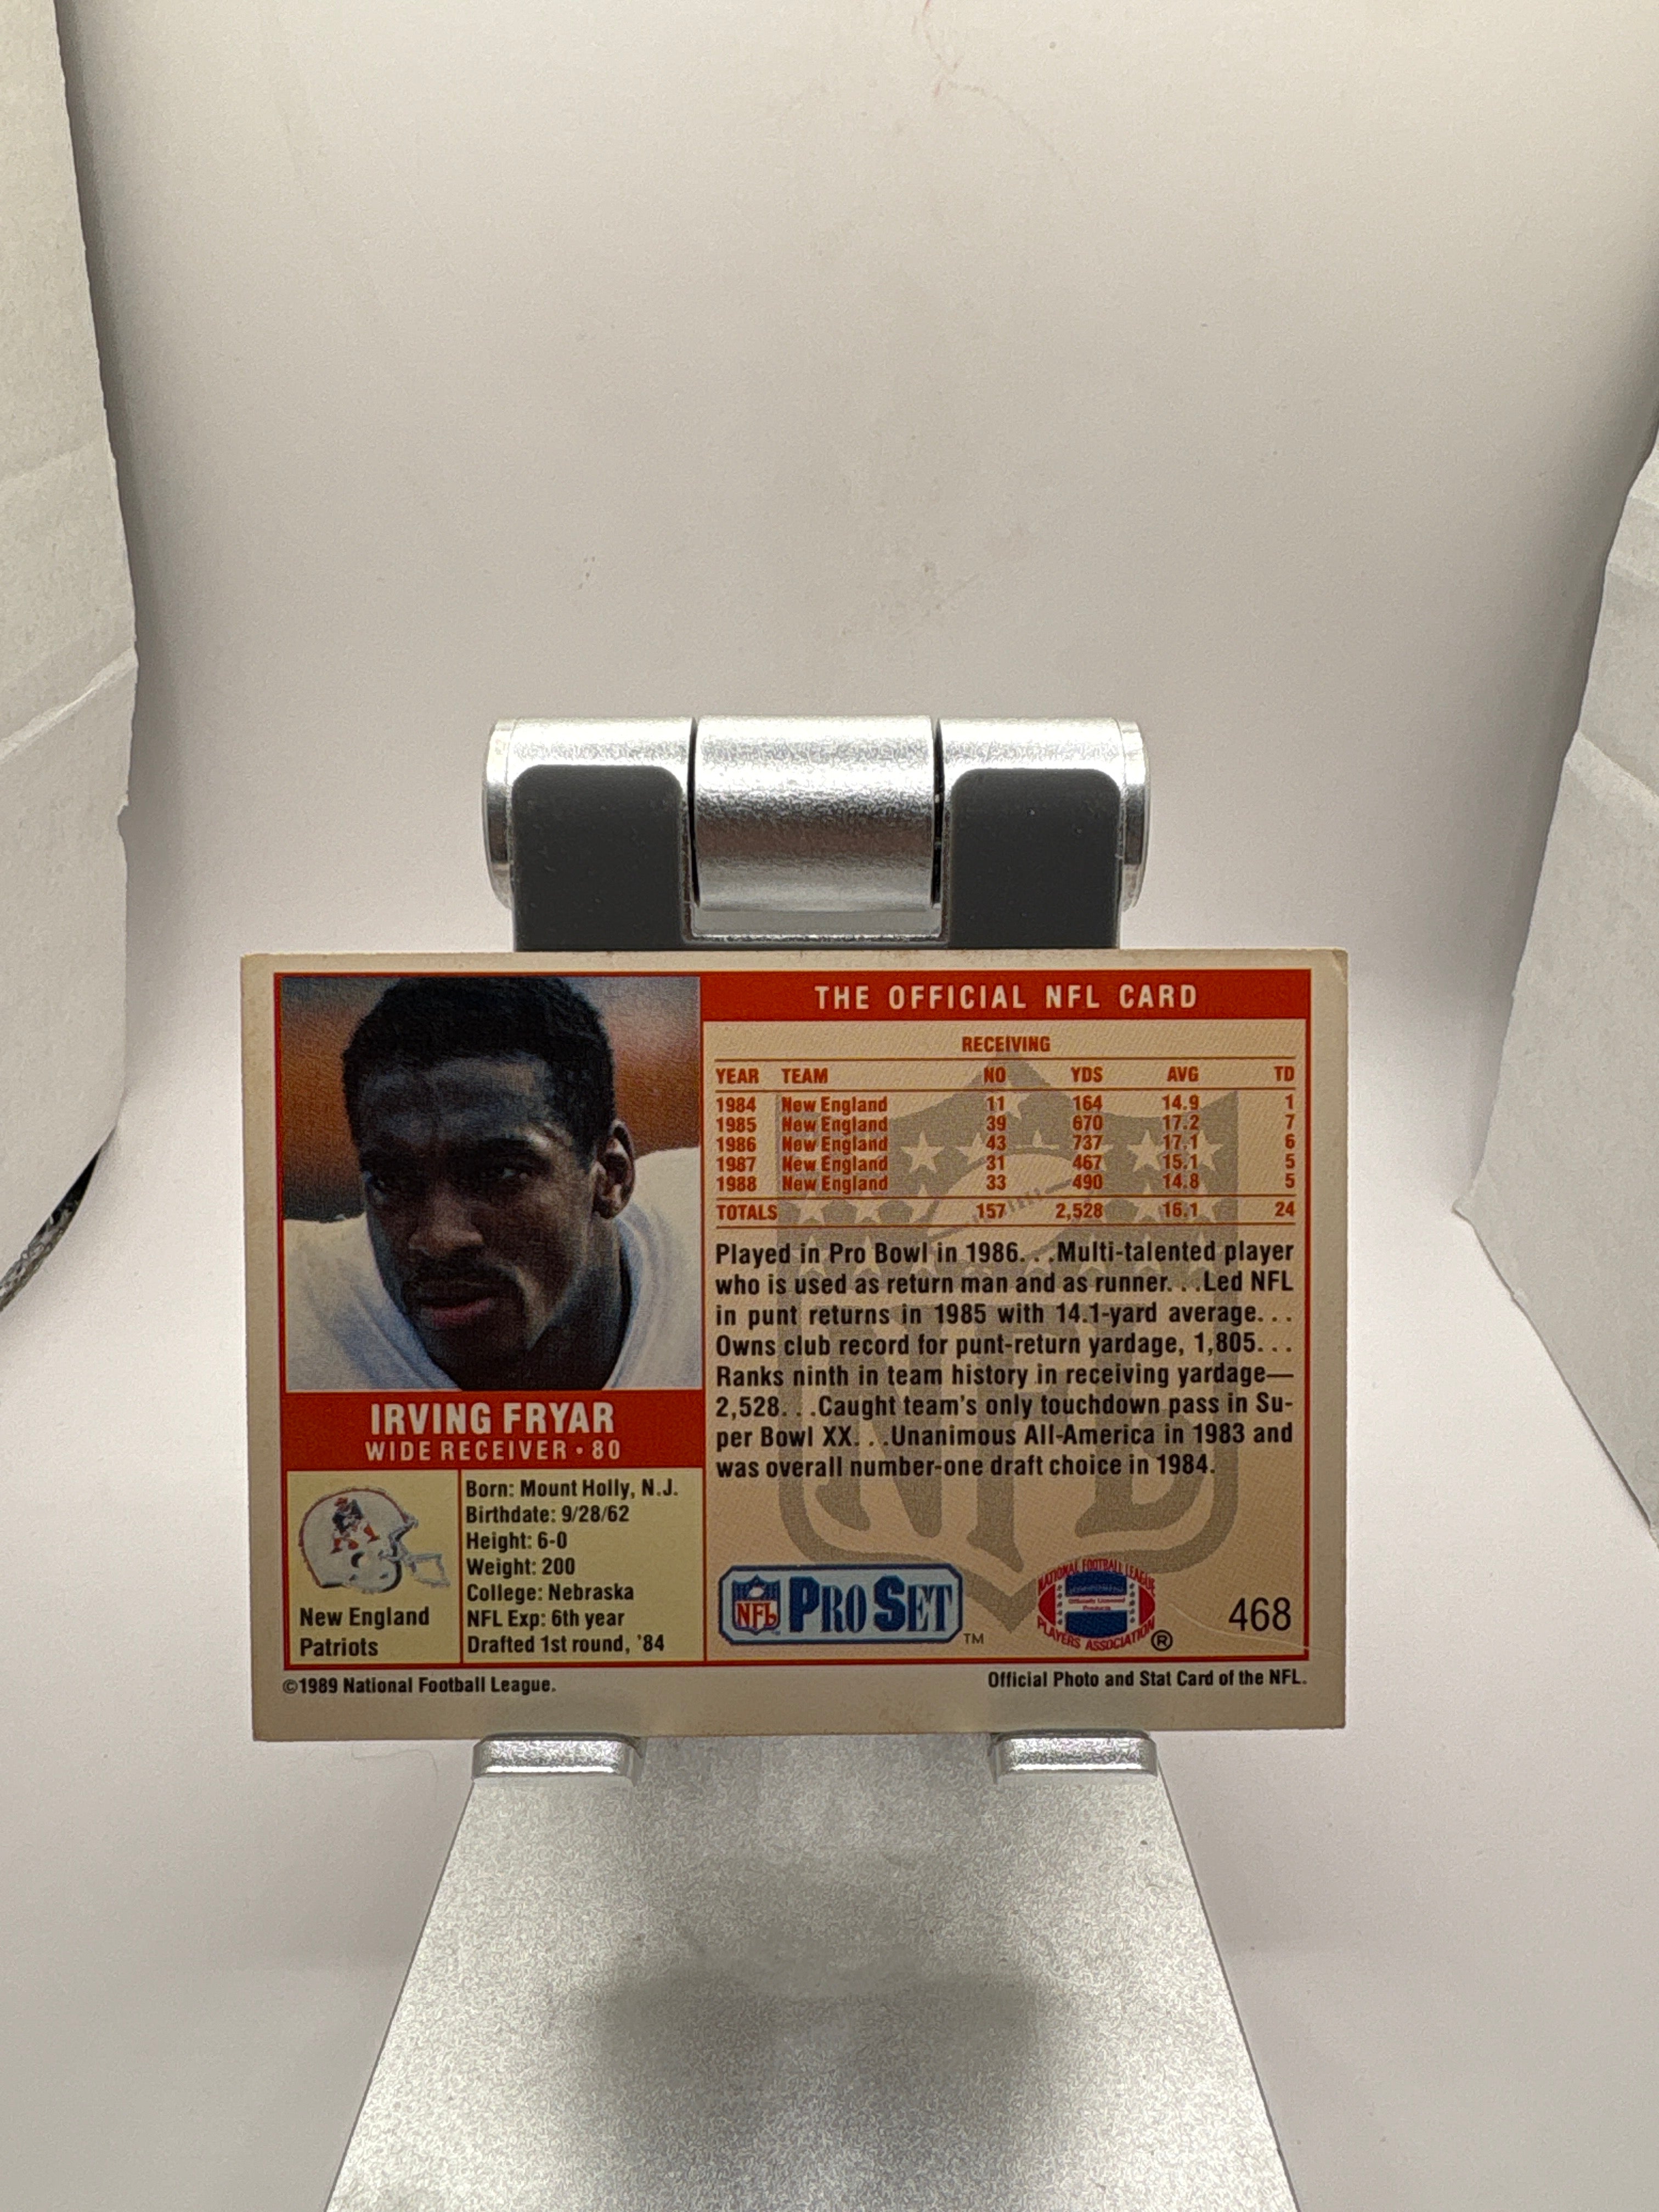 THE OFFICIAL NFL CARD
RECEIVING
YEAR TEAM NO YDS AVG TD
1984 New England 11 164 14.9 1
1985 New England 39 670 17.2 7
1986 New England 43 737 17.1 6
1987 New England 31 467 15.1 5
1988 New England 33 490 14.8 5
TOTALS 157 2,528 16.1 24
Played in Pro Bowl in 1986. . .Multi-talented player
who is used as return man and as runner. . .Led NFL
in punt returns in 1985 with 14.1-yard average. . .
Owns club record for punt-return yardage, 1,805. . .
Ranks ninth in team history in receiving yardage—
2,528. . .Caught team's only touchdown pass in Su-
per Bowl XX. . .Unanimous All-America in 1983 and
was overall number-one draft choice in 1984.
NFL
IRVING FRYAR
WIDE RECEIVER • 80
New England
Patriots
Born: Mount Holly, N.J.
Birthdate: 9/28/62
Height: 6-0
Weight: 200
College: Nebraska
NFL Exp: 6th year
Drafted 1st round, '84
NFL PRO SET TM
NATIONAL FOOTBALL LEAGUE
Officially Licensed
Products
PLAYERS ASSOCIATION ®
468
©1989 National Football League.
Official Photo and Stat Card of the NFL.